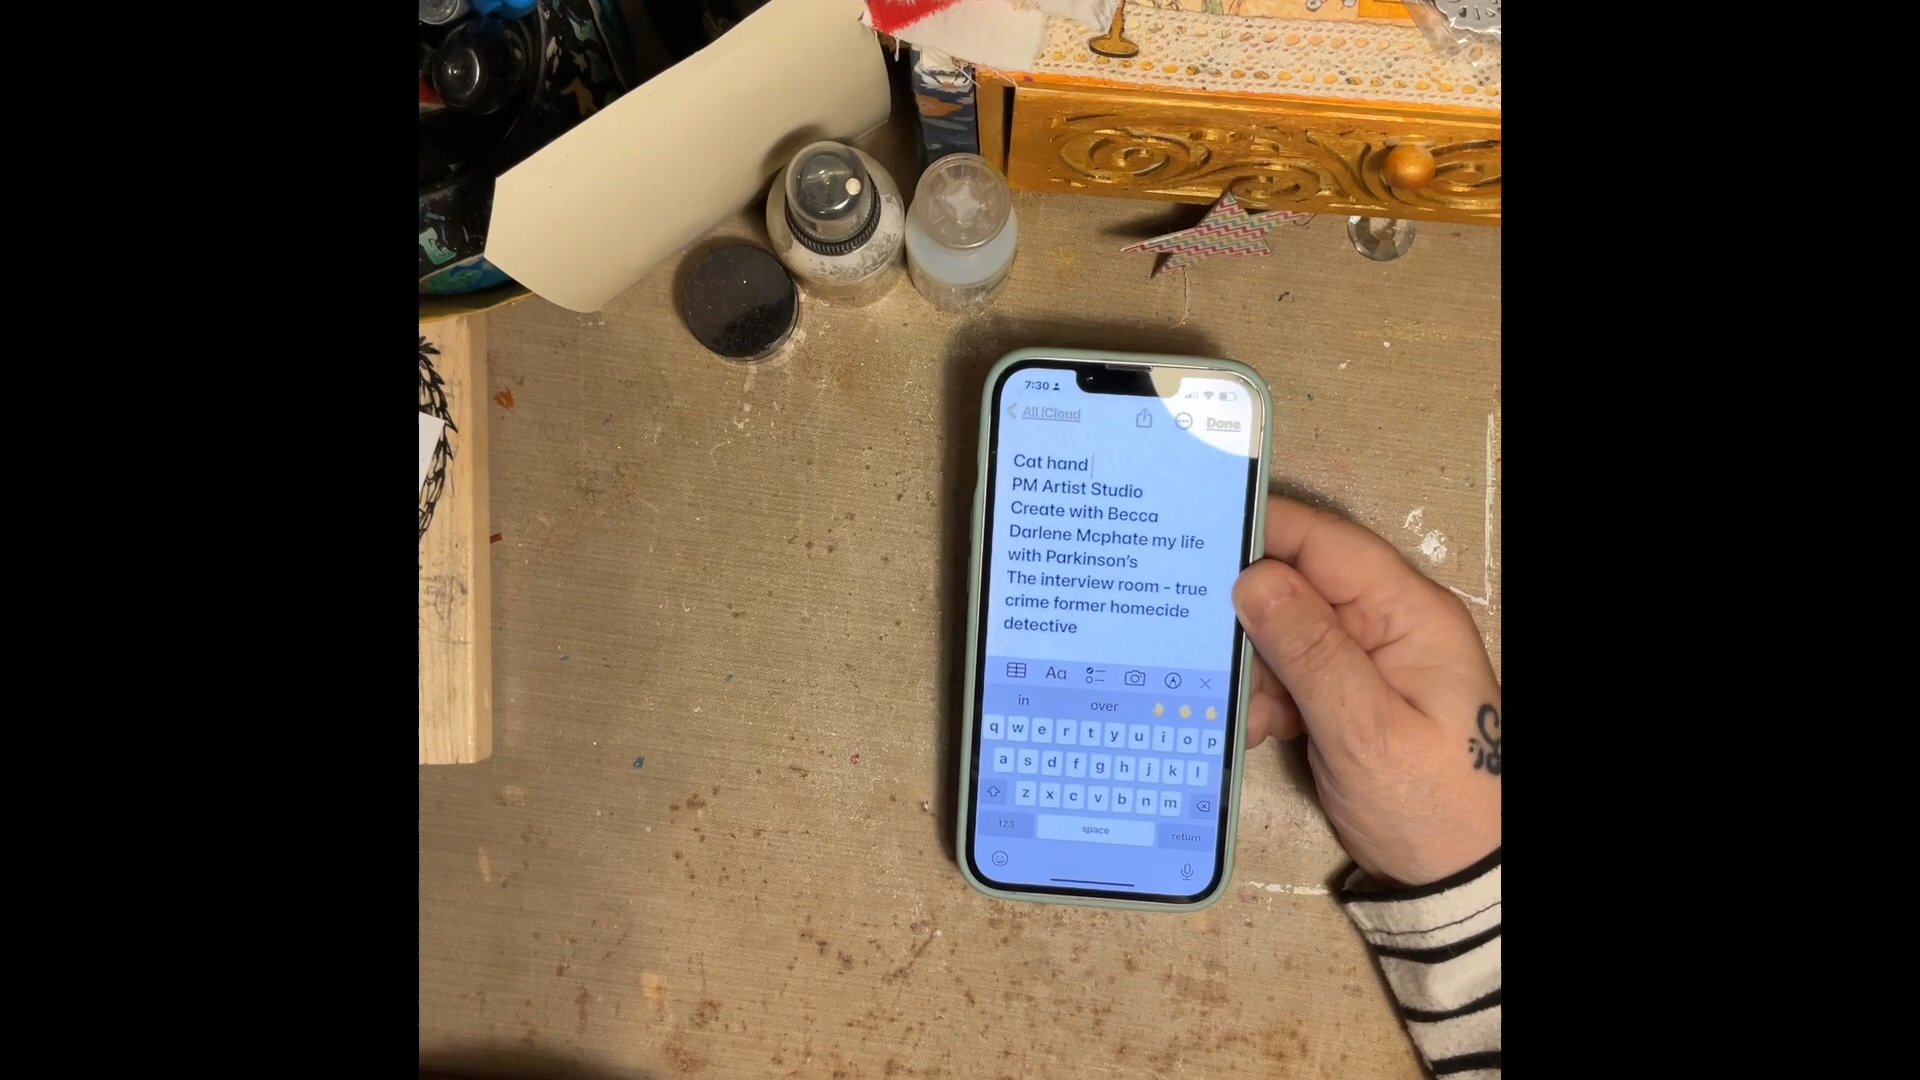 7:30
All iCloud
Done
Cat hand
PM Artist Studio
Create with Becca
Darlene Mcphate my life
with Parkinson's
The interview room - true
crime former homecide
detective
Aa
in over
q w e r t y u i o p
a s d f g h j k l
z x c v b n m
123 space return